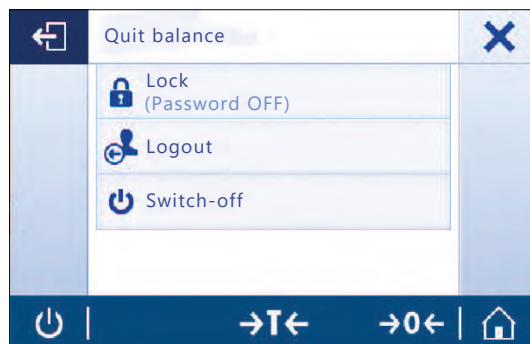 Quit balance
Lock
(Password OFF)
Logout
Switch-off
→T← →0←